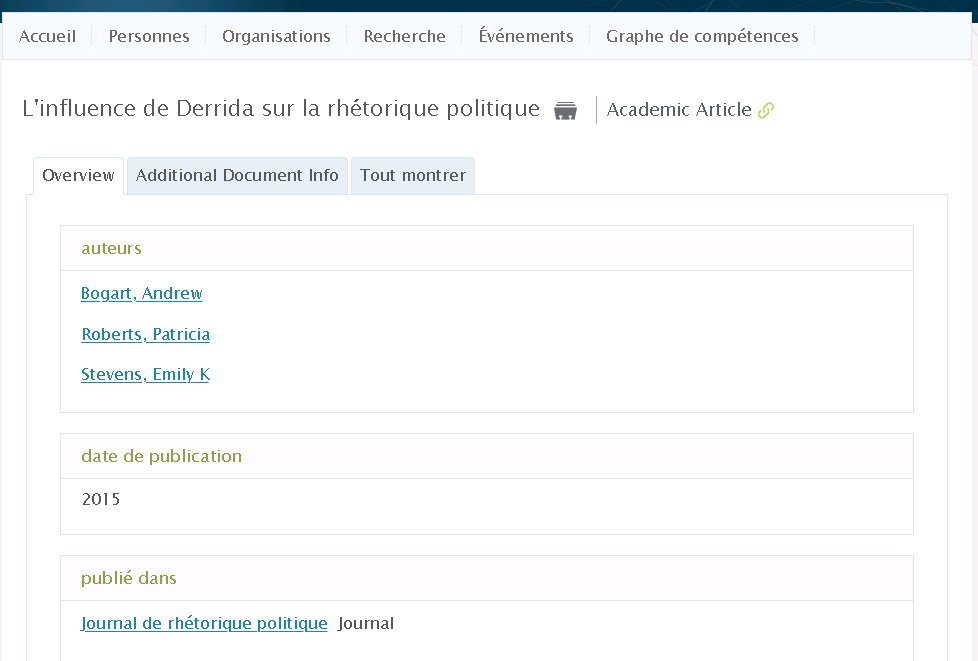 Accueil Personnes Organisations Recherche Événements Graphe de compétences
L'influence de Derrida sur la rhétorique politique Academic Article
Overview Additional Document Info Tout montrer
auteurs
Bogart, Andrew
Roberts, Patricia
Stevens, Emily K
date de publication
2015
publié dans
Journal de rhétorique politique Journal